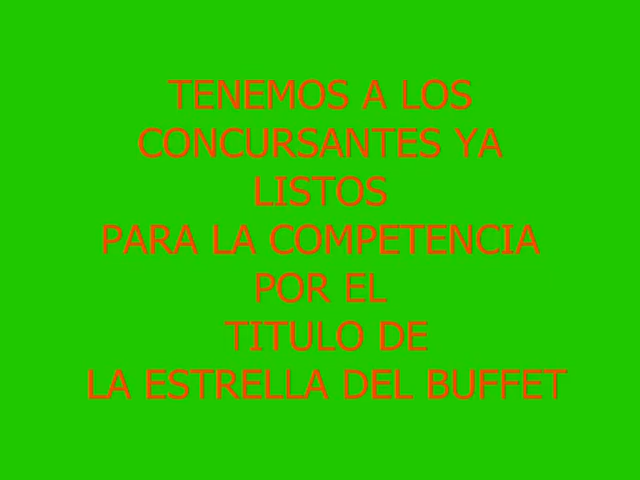 TENEMOS A LOS
CONCURSANTES YA
LISTOS
PARA LA COMPETENCIA
POR EL
TITULO DE
LA ESTRELLA DEL BUFFET